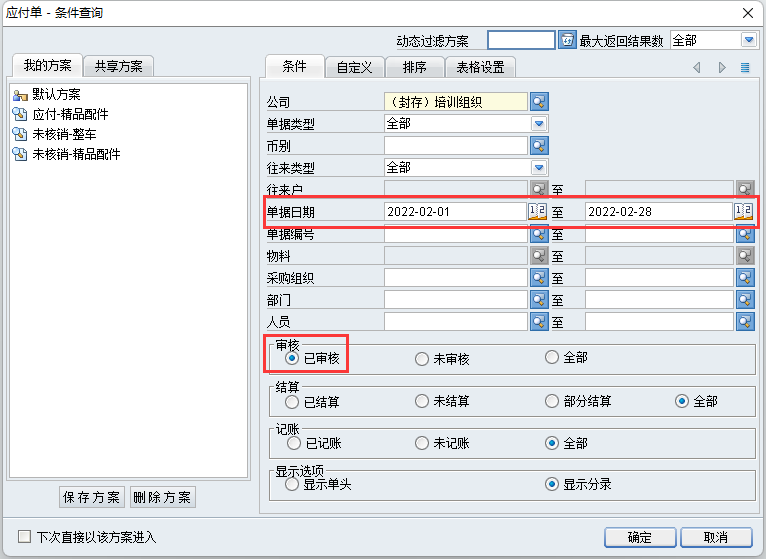 应付单 - 条件查询
动态过滤方案 最大返回结果数 全部
我的方案 共享方案
条件 自定义 排序 表格设置
默认方案
应付-精品配件
未核销-整车
未核销-精品配件
公司 （封存）培训组织
单据类型 全部
币别
往来类型 全部
往来户 至
单据日期 2022-02-01 至 2022-02-28
单据编号 至
物料 至
采购组织 至
部门 至
人员 至
审核
已审核 未审核 全部
结算
已结算 未结算 部分结算 全部
记账
已记账 未记账 全部
显示选项
显示单头 显示分录
保存方案 删除方案
下次直接以该方案进入
确定 取消